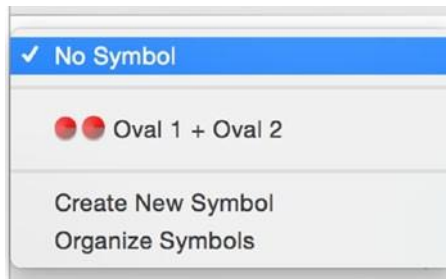 No Symbol
Oval 1 + Oval 2
Create New Symbol
Organize Symbols